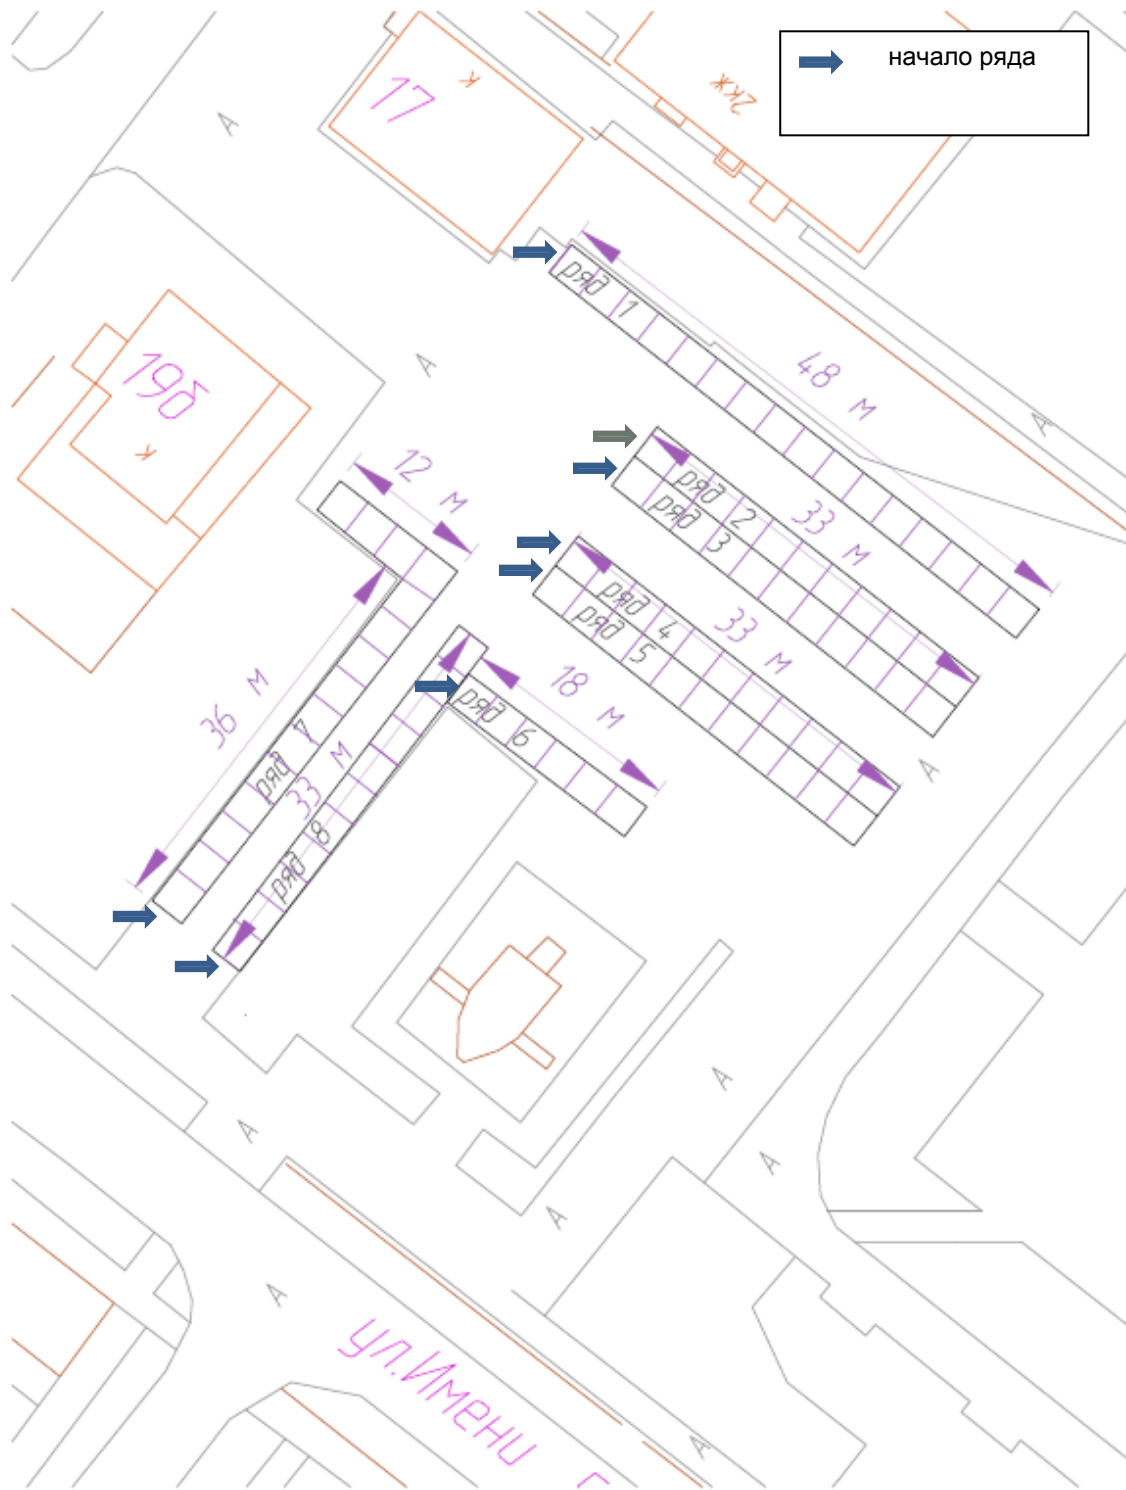 начало ряда
17
к
2кж
А
ряд 1
48 м
19б
к
А
А
12 м
ряд 2
33 м
ряд 3
ряд 4
33 м
ряд 5
36 м
18 м
ряд 6
ряд 7
33 м
ряд 8
А
А
А
А
А
А
А
ул.Имени Г